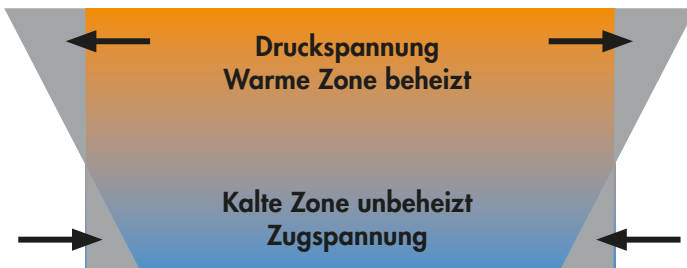 Druckspannung
Warme Zone beheizt
Kalte Zone unbeheizt
Zugspannung